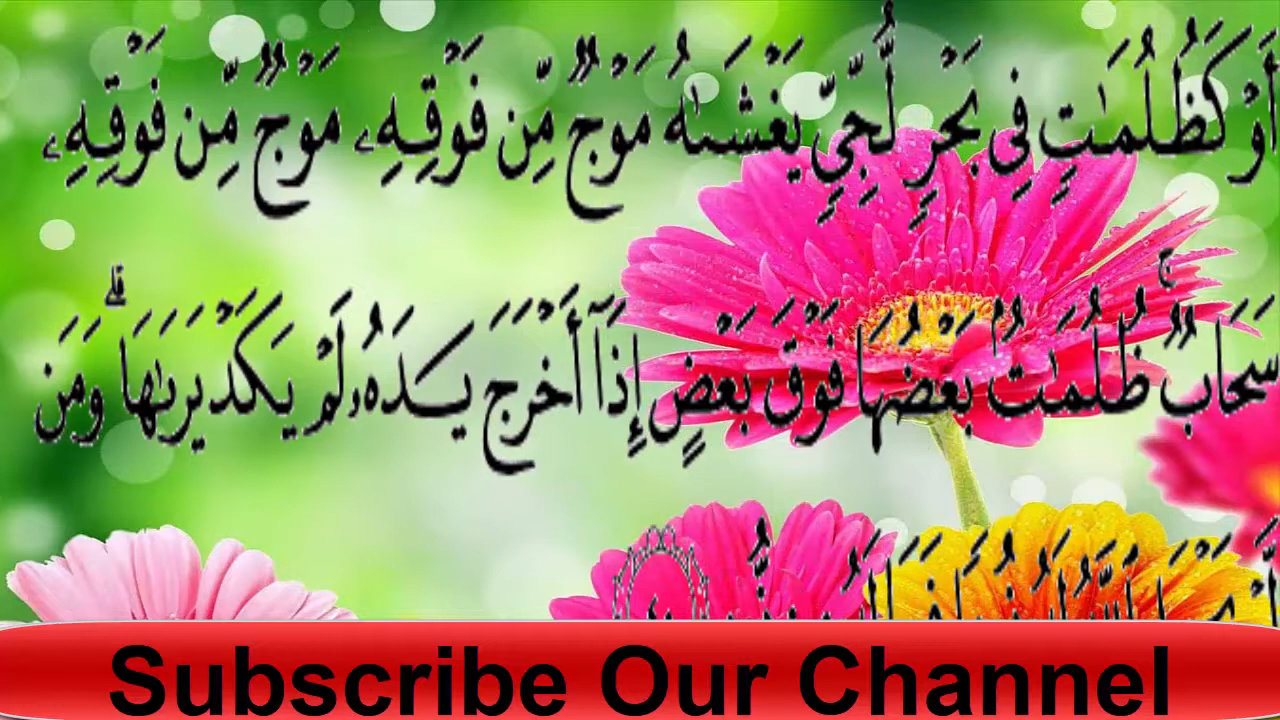 أَوْ كَظُلُمَٰتٍ فِى بَحْرٍ لُّجِّىٍّ يَغْشَىٰهُ مَوْجٌ مِّن فَوْقِهِۦ مَوْجٌ مِّن فَوْقِهِۦ
سَحَابٌ ۚ ظُلُمَٰتٌۢ بَعْضُهَا فَوْقَ بَعْضٍ إِذَآ أَخْرَجَ يَدَهُۥ لَمْ يَكَدْ يَرَىٰهَا ۗ وَمَن
Subscribe Our Channel